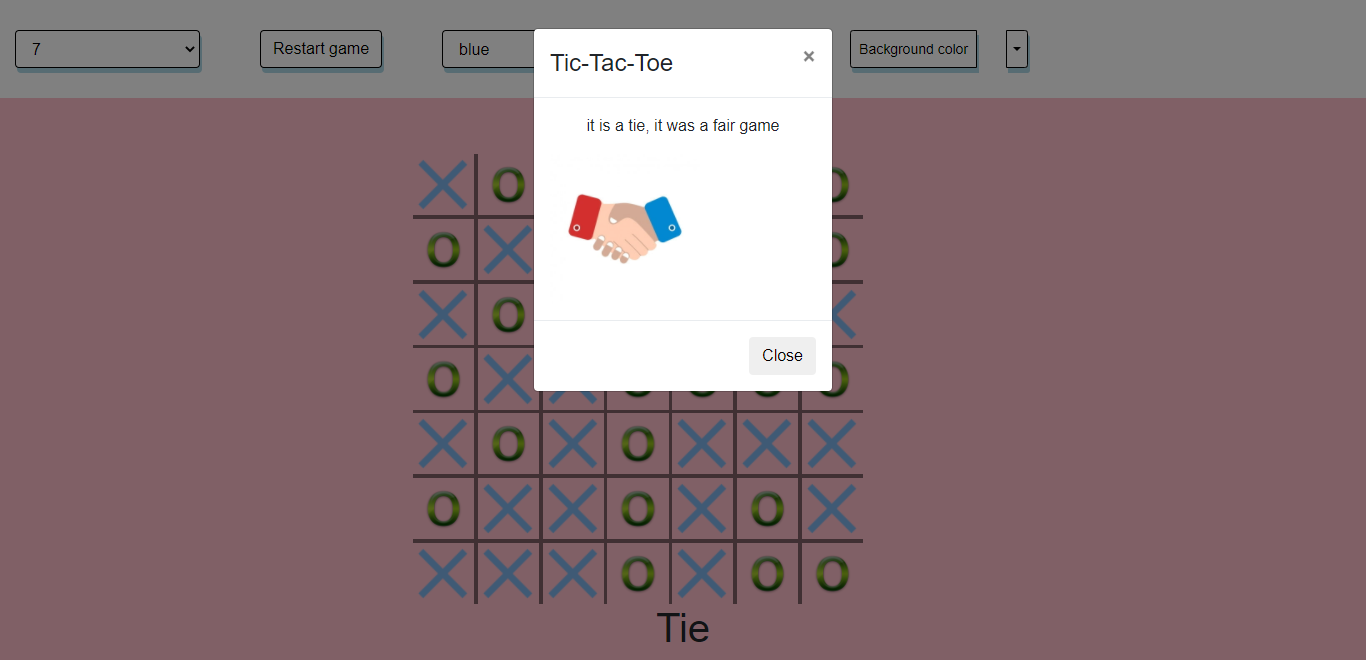 7
Restart game
blue
Background color
Tic-Tac-Toe
×
it is a tie, it was a fair game
Close
X O O
O X O
X O X
O X X O O O O
X O X O X X X
O X X O X O X
X X X O X O O
Tie